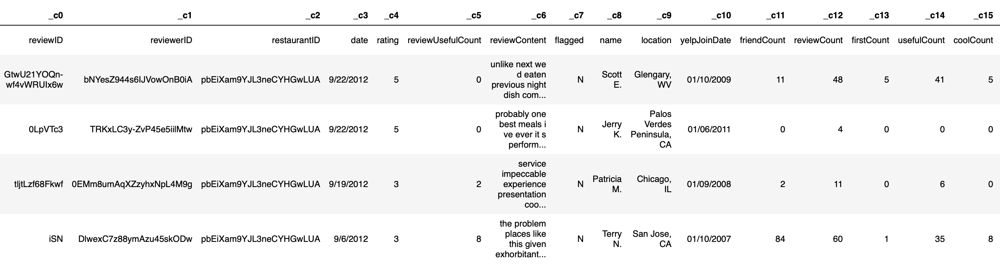 _c0 _c1 _c2 _c3 _c4 _c5 _c6 _c7 _c8 _c9 _c10 _c11 _c12 _c13 _c14 _c15
reviewID reviewerID restaurantID date rating reviewUsefulCount reviewContent flagged name location yelpJoinDate friendCount reviewCount firstCount usefulCount coolCount
GtwU21YOQn-
wf4vWRUIx6w
bNYesZ944s6IJVowOnB0iA
pbEiXam9YJL3neCYHGwLUA
9/22/2012
5
0
unlike next we
d eaten
previous night
dish com...
N
Scott
E.
Glengary,
WV
01/10/2009
11
48
5
41
5
0LpVTc3
TRKxLC3y-ZvP45e5iilMtw
pbEiXam9YJL3neCYHGwLUA
9/22/2012
5
0
probably one
best meals i
ve ever it s
perform...
N
Jerry
K.
Palos
Verdes
Peninsula,
CA
01/06/2011
0
4
0
0
0
tljtLzf68Fkwf
0EMm8umAqXZzyhxNpL4M9g
pbEiXam9YJL3neCYHGwLUA
9/19/2012
3
2
service
impeccable
experience
presentation
coo...
N
Patricia
M.
Chicago,
IL
01/09/2008
2
11
0
6
0
iSN
DlwexC7z88ymAzu45skODw
pbEiXam9YJL3neCYHGwLUA
9/6/2012
3
8
the problem
places like
this given
exhorbitant...
N
Terry
N.
San Jose,
CA
01/10/2007
84
60
1
35
8